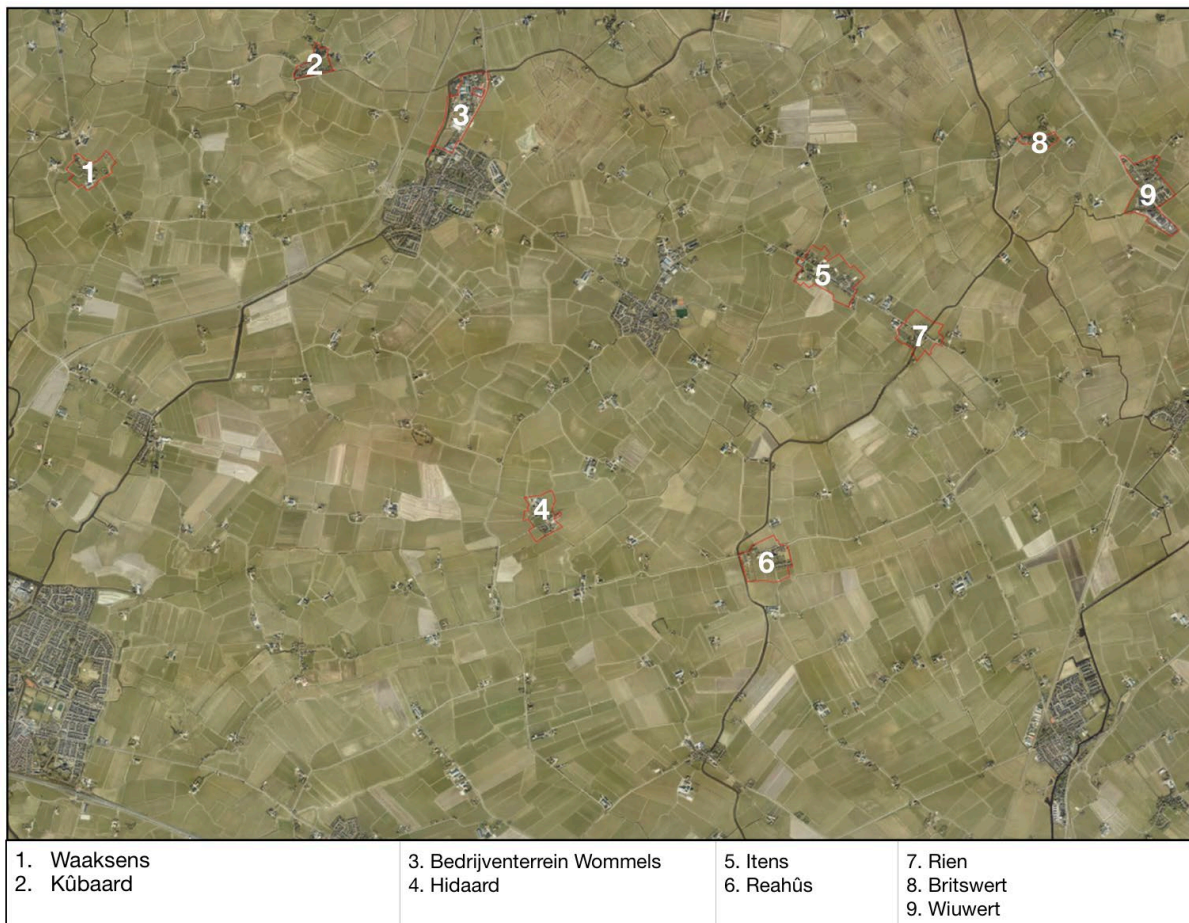 2
3
8
1
9
5
7
4
6
1. Waaksens
2. Kûbaard
3. Bedrijventerrein Wommels
4. Hidaard
5. Itens
6. Reahûs
7. Rien
8. Britswert
9. Wiuwert